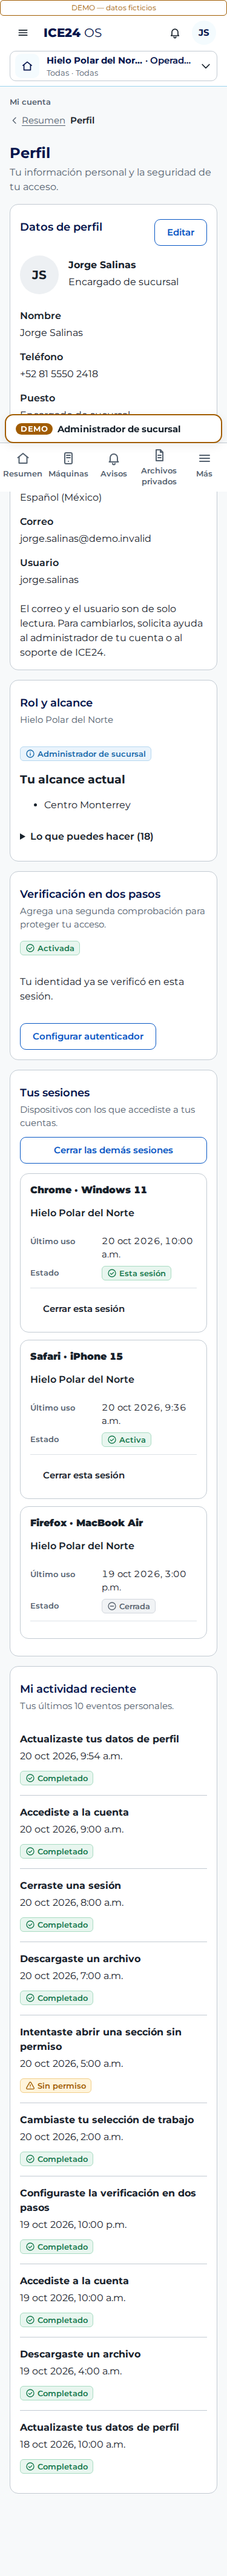 DEMO — datos ficticios
ICE24 OS
JS
Hielo Polar del Nor... · Operad...
Todas · Todas
Mi cuenta
Resumen Perfil
Perfil
Tu información personal y la seguridad de
tu acceso.
Datos de perfil
Editar
JS
Jorge Salinas
Encargado de sucursal
Nombre
Jorge Salinas
Teléfono
+52 81 5550 2418
Puesto
DEMO Administrador de sucursal
Resumen
Máquinas
Avisos
Archivos
privados
Más
Español (México)
Correo
jorge.salinas@demo.invalid
Usuario
jorge.salinas
El correo y el usuario son de solo
lectura. Para cambiarlos, solicita ayuda
al administrador de tu cuenta o al
soporte de ICE24.
Rol y alcance
Hielo Polar del Norte
Administrador de sucursal
Tu alcance actual
• Centro Monterrey
Lo que puedes hacer (18)
Verificación en dos pasos
Agrega una segunda comprobación para
proteger tu acceso.
Activada
Tu identidad ya se verificó en esta
sesión.
Configurar autenticador
Tus sesiones
Dispositivos con los que accediste a tus
cuentas.
Cerrar las demás sesiones
Chrome · Windows 11
Hielo Polar del Norte
Último uso 20 oct 2026, 10:00
a.m.
Estado Esta sesión
Cerrar esta sesión
Safari · iPhone 15
Hielo Polar del Norte
Último uso 20 oct 2026, 9:36
a.m.
Estado Activa
Cerrar esta sesión
Firefox · MacBook Air
Hielo Polar del Norte
Último uso 19 oct 2026, 3:00
p.m.
Estado Cerrada
Mi actividad reciente
Tus últimos 10 eventos personales.
Actualizaste tus datos de perfil
20 oct 2026, 9:54 a.m.
Completado
Accediste a la cuenta
20 oct 2026, 9:00 a.m.
Completado
Cerraste una sesión
20 oct 2026, 8:00 a.m.
Completado
Descargaste un archivo
20 oct 2026, 7:00 a.m.
Completado
Intentaste abrir una sección sin
permiso
20 oct 2026, 5:00 a.m.
Sin permiso
Cambiaste tu selección de trabajo
20 oct 2026, 2:00 a.m.
Completado
Configuraste la verificación en dos
pasos
19 oct 2026, 10:00 p.m.
Completado
Accediste a la cuenta
19 oct 2026, 10:00 a.m.
Completado
Descargaste un archivo
19 oct 2026, 4:00 a.m.
Completado
Actualizaste tus datos de perfil
18 oct 2026, 10:00 a.m.
Completado